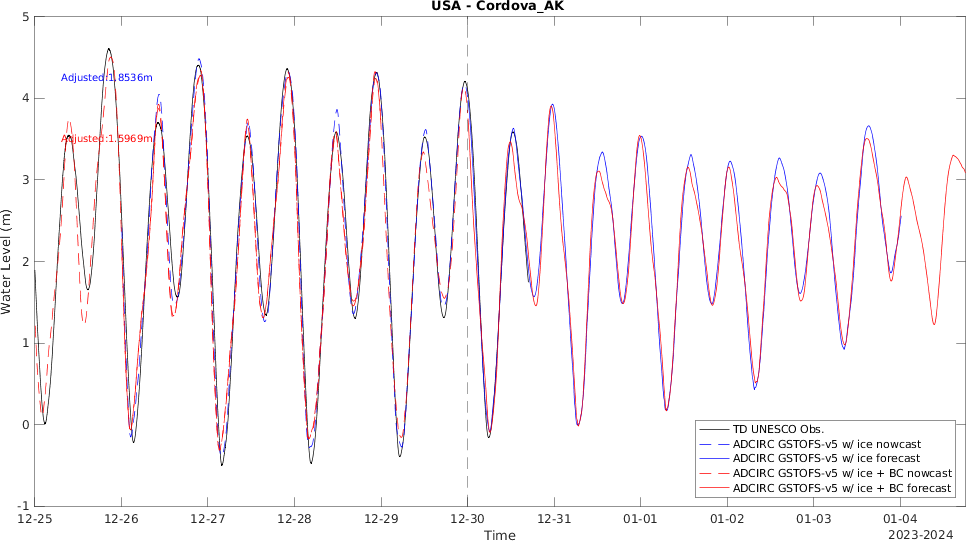 USA - Cordova_AK
5
4
3
2
1
0
-1
Water Level (m)
Adjusted:1.8536m
Adjusted:1.5969m
TD UNESCO Obs.
ADCIRC GSTOFS-v5 w/ ice nowcast
ADCIRC GSTOFS-v5 w/ ice forecast
ADCIRC GSTOFS-v5 w/ ice + BC nowcast
ADCIRC GSTOFS-v5 w/ ice + BC forecast
12-25 12-26 12-27 12-28 12-29 12-30 12-31 01-01 01-02 01-03 01-04
Time
2023-2024